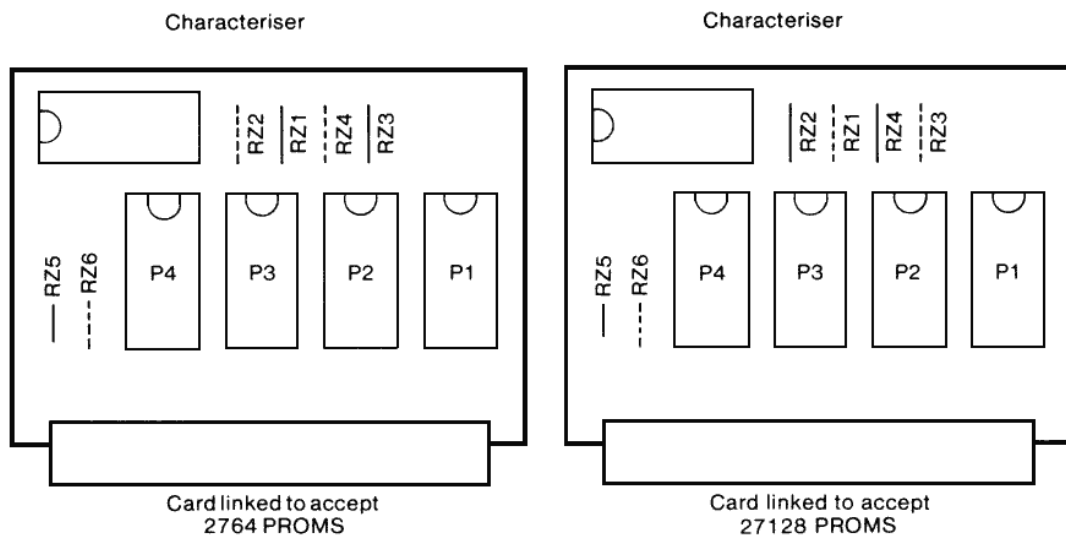 Characteriser
RZ2
RZ1
RZ4
RZ3
RZ5
RZ6
P4
P3
P2
P1
Card linked to accept
2764 PROMS
Characteriser
RZ2
RZ1
RZ4
RZ3
RZ5
RZ6
P4
P3
P2
P1
Card linked to accept
27128 PROMS